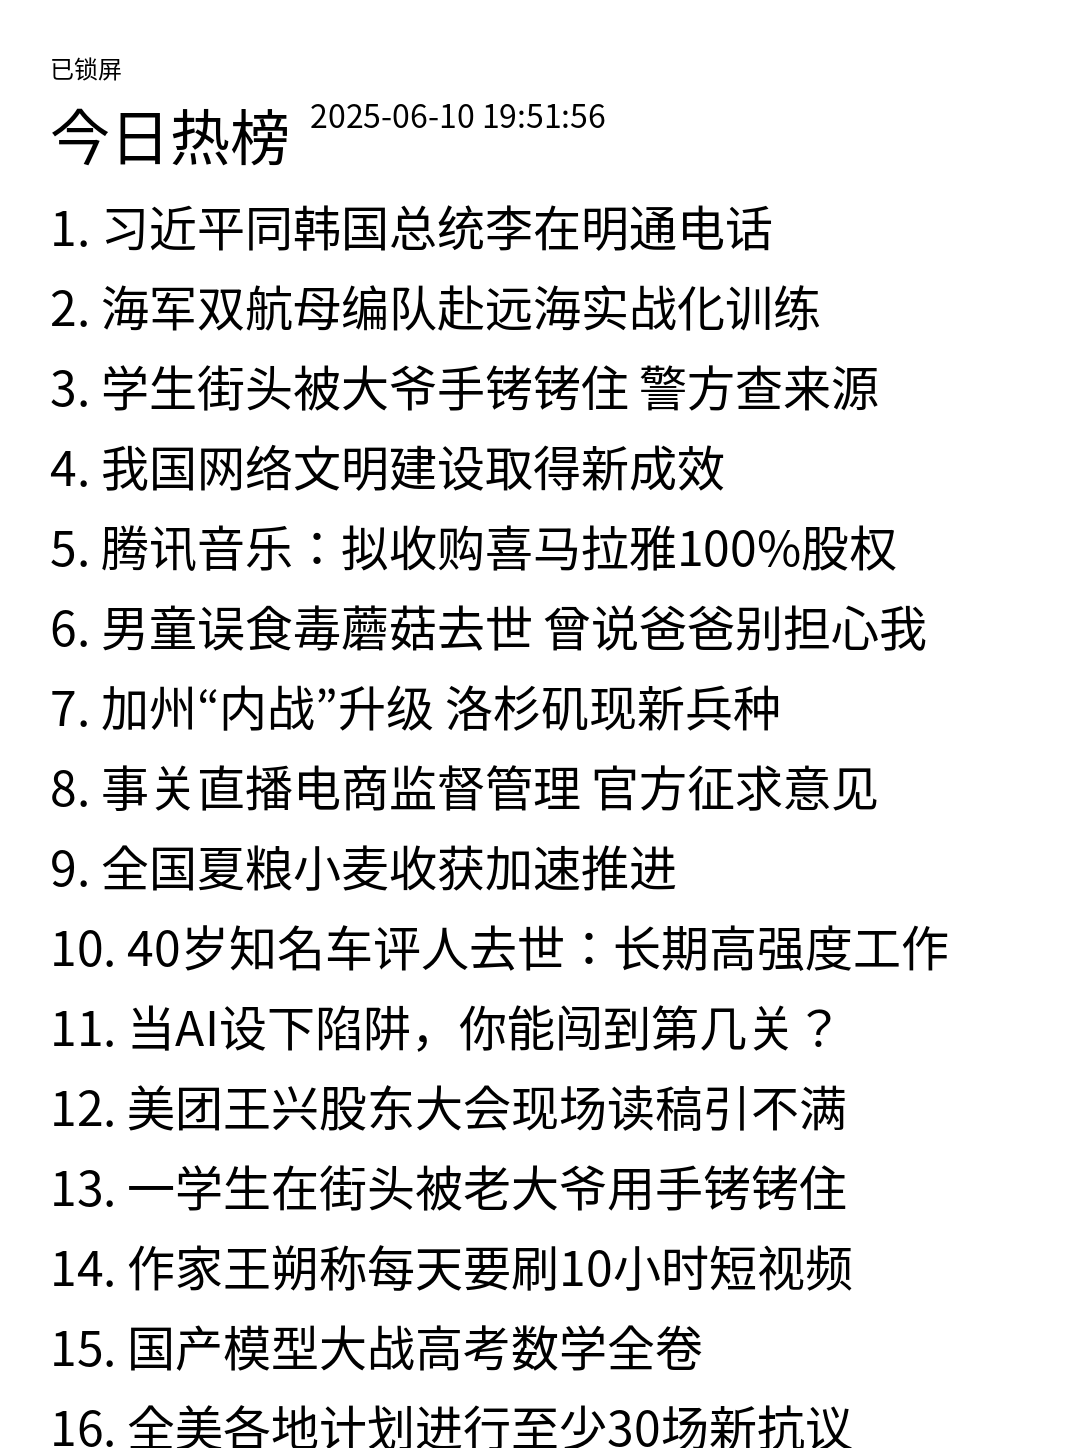 已锁屏
今日热榜 2025-06-10 19:51:56
1. 习近平同韩国总统李在明通电话
2. 海军双航母编队赴远海实战化训练
3. 学生街头被大爷手铐铐住 警方查来源
4. 我国网络文明建设取得新成效
5. 腾讯音乐：拟收购喜马拉雅100%股权
6. 男童误食毒蘑菇去世 曾说爸爸别担心我
7. 加州“内战”升级 洛杉矶现新兵种
8. 事关直播电商监督管理 官方征求意见
9. 全国夏粮小麦收获加速推进
10. 40岁知名车评人去世：长期高强度工作
11. 当AI设下陷阱，你能闯到第几关？
12. 美团王兴股东大会现场读稿引不满
13. 一学生在街头被老大爷用手铐铐住
14. 作家王朔称每天要刷10小时短视频
15. 国产模型大战高考数学全卷
16. 全美各地计划进行至少30场新抗议